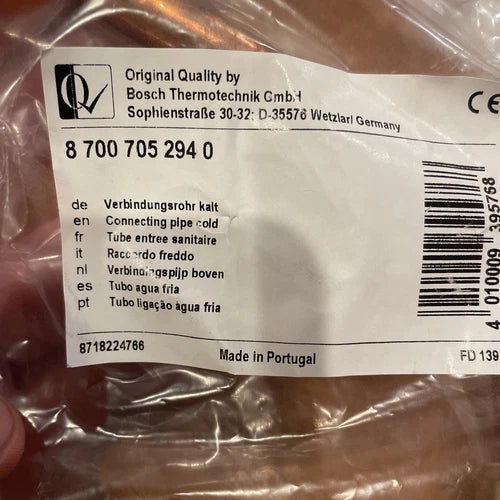 Original Quality by
Bosch Thermotechnik GmbH
Sophienstraße 30-32; D-35576 Wetzlar/ Germany
CE
8 700 705 294 0
de Verbindungsrohr kalt
en Connecting pipe cold
fr Tube entree sanitaire
it Raccordo freddo
nl Verbindingspijp boven
es Tubo agua fria
pt Tubo ligação agua fria
4 010009 395768
8718224766
Made in Portugal
FD 139